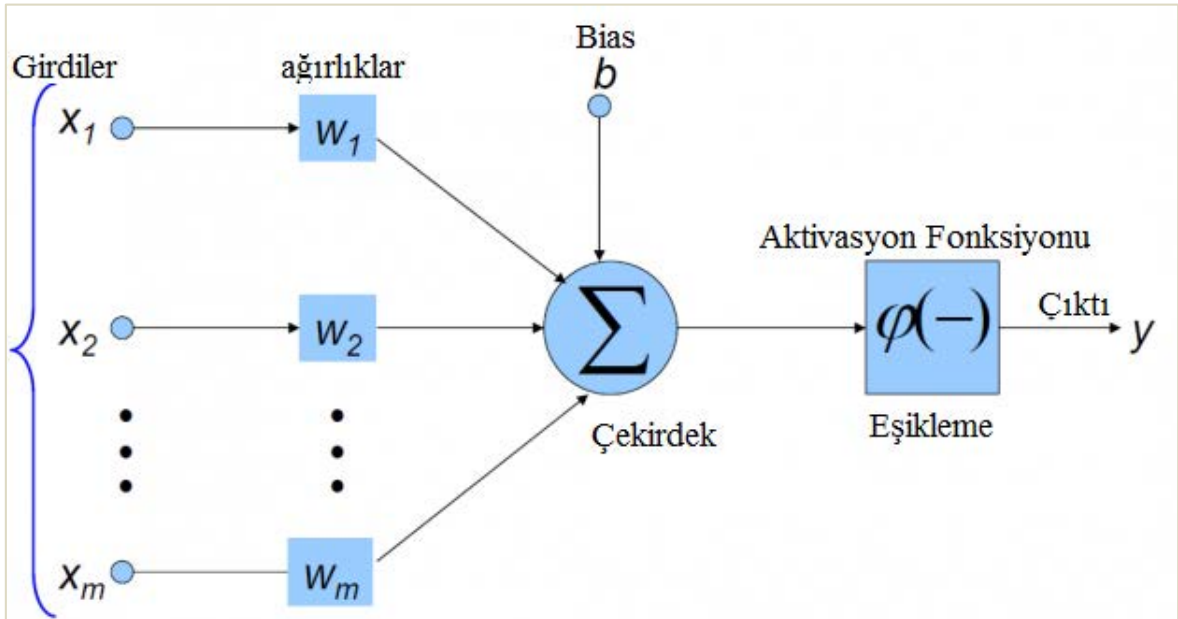 Girdiler
ağırlıklar
Bias
b
x1
w1
Aktivasyon Fonksiyonu
x2
w2
∑
φ(−)
Çıktı
y
Çekirdek
Eşikleme
xm
wm